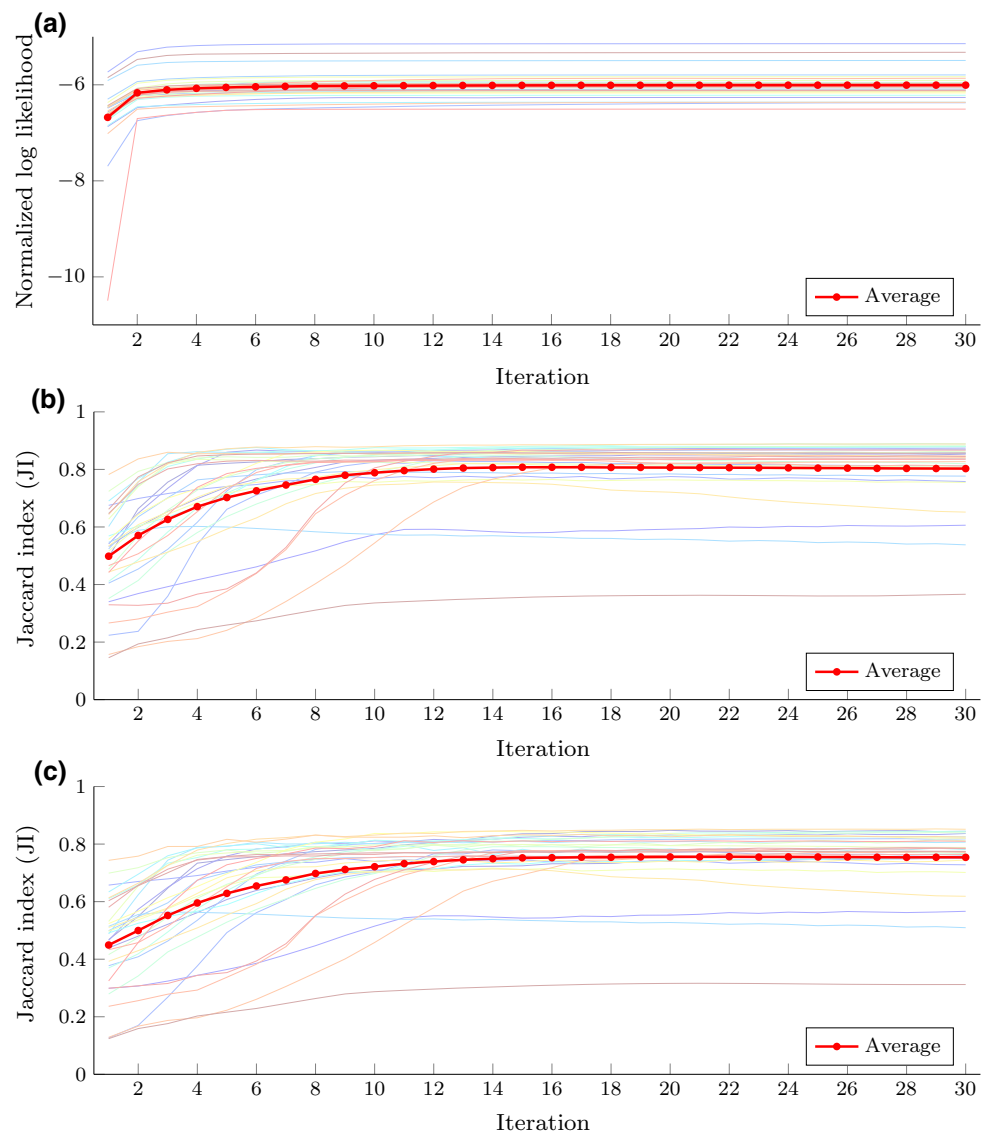 (a)
Normalized log likelihood
−6
−8
−10
Average
2 4 6 8 10 12 14 16 18 20 22 24 26 28 30
Iteration
(b)
Jaccard index (JI)
1
0.8
0.6
0.4
0.2
0
Average
2 4 6 8 10 12 14 16 18 20 22 24 26 28 30
Iteration
(c)
Jaccard index (JI)
1
0.8
0.6
0.4
0.2
0
Average
2 4 6 8 10 12 14 16 18 20 22 24 26 28 30
Iteration